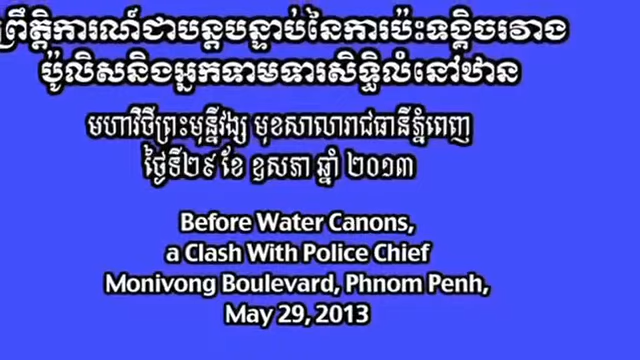 ព្រឹត្តិការណ៍ជាបន្តបន្ទាប់នៃការប៉ះទង្គិចរវាង
ប៉ូលិសនិងអ្នកទាមទារសិទ្ធិលំនៅឋាន
មហាវិថីព្រះមុន្នីវង្ស មុខសាលារាជធានីភ្នំពេញ
ថ្ងៃទី២៩ ខែ ឧសភា ឆ្នាំ ២០១៣
Before Water Canons,
a Clash With Police Chief
Monivong Boulevard, Phnom Penh,
May 29, 2013